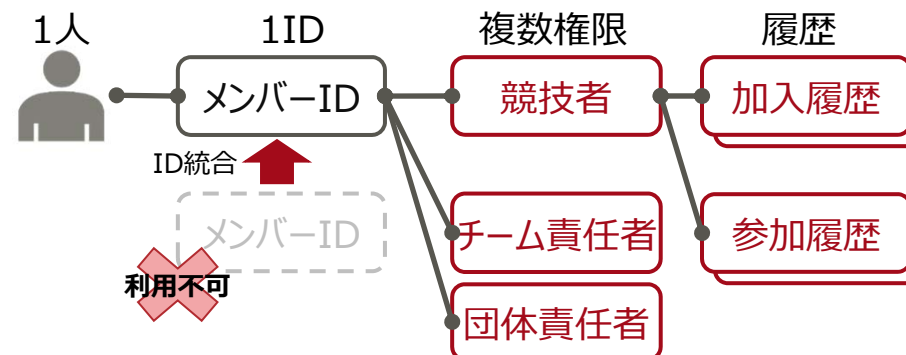 1人
1ID
複数権限
履歴
メンバーID
競技者
加入履歴
ID統合
メンバーID
チーム責任者
参加履歴
利用不可
団体責任者